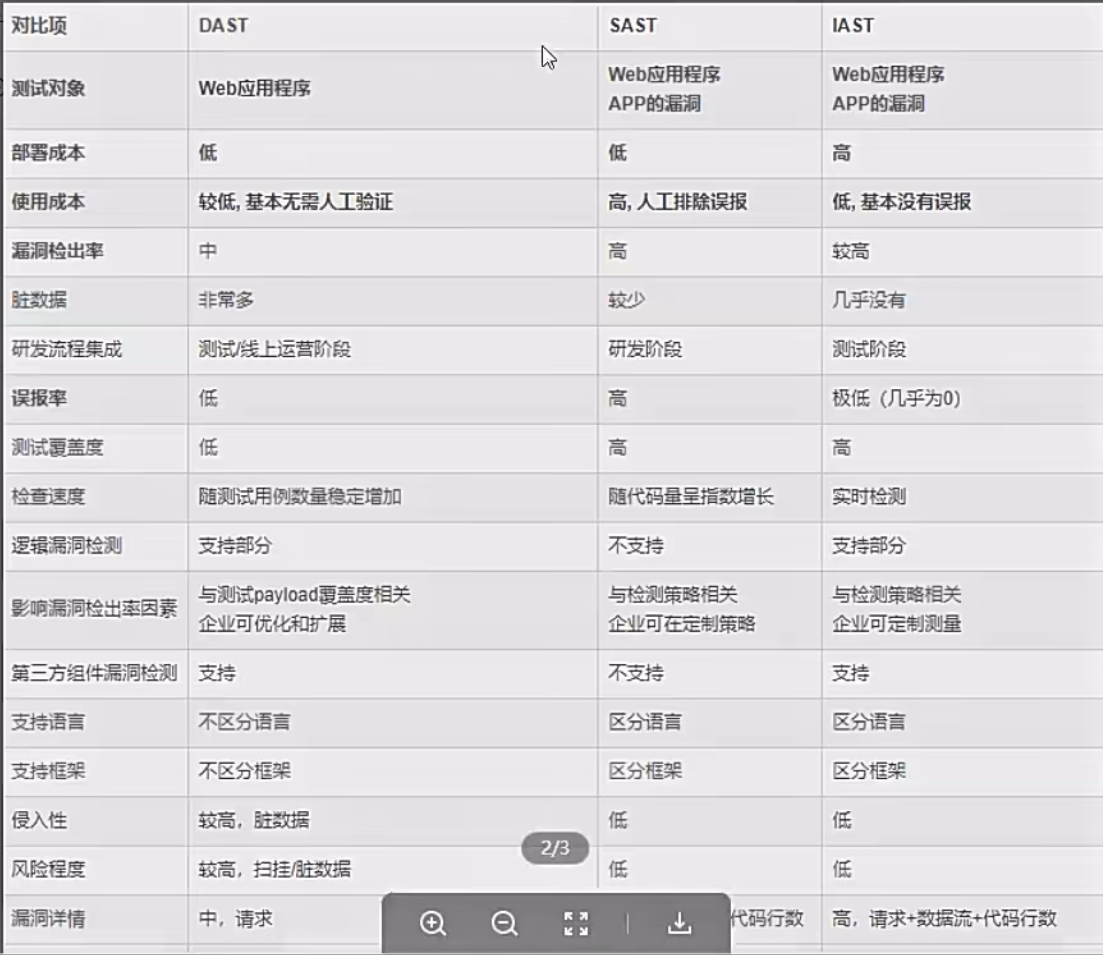 对比项 DAST SAST IAST
测试对象 Web应用程序 Web应用程序 Web应用程序
APP的漏洞 APP的漏洞
部署成本 低 低 高
使用成本 较低, 基本无需人工验证 高, 人工排除误报 低, 基本没有误报
漏洞检出率 中 高 较高
脏数据 非常多 较少 几乎没有
研发流程集成 测试/线上运营阶段 研发阶段 测试阶段
误报率 低 高 极低（几乎为0）
测试覆盖度 低 高 高
检查速度 随测试用例数量稳定增加 随代码量呈指数增长 实时检测
逻辑漏洞检测 支持部分 不支持 支持部分
影响漏洞检出率因素 与测试payload覆盖度相关 与检测策略相关 与检测策略相关
企业可优化和扩展 企业可在定制策略 企业可定制测量
第三方组件漏洞检测 支持 不支持 支持
支持语言 不区分语言 区分语言 区分语言
支持框架 不区分框架 区分框架 区分框架
侵入性 较高，脏数据 低 低
2/3
风险程度 较高，扫挂/脏数据 低 低
漏洞详情 中，请求 代码行数 高，请求+数据流+代码行数